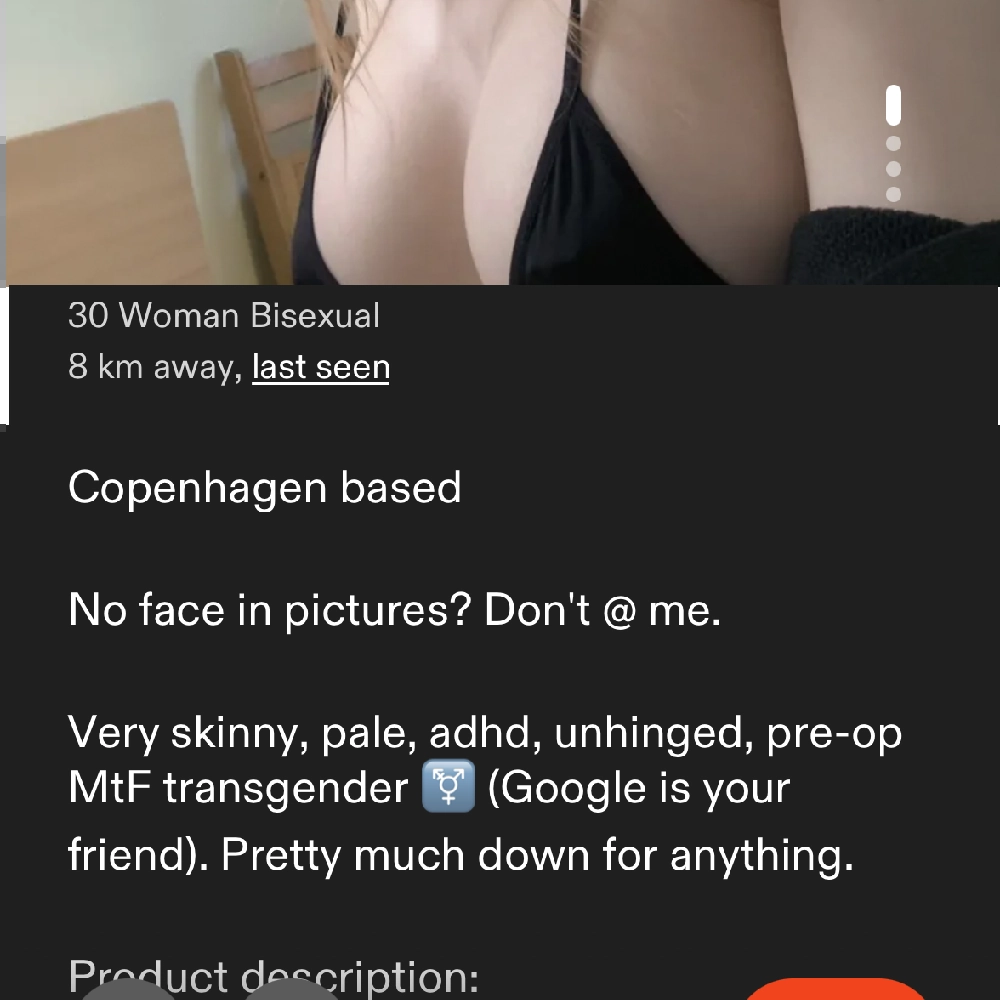 30 Woman Bisexual
8 km away, last seen
Copenhagen based
No face in pictures? Don't @ me.
Very skinny, pale, adhd, unhinged, pre-op
MtF transgender ⚧️ (Google is your
friend). Pretty much down for anything.
Product description: